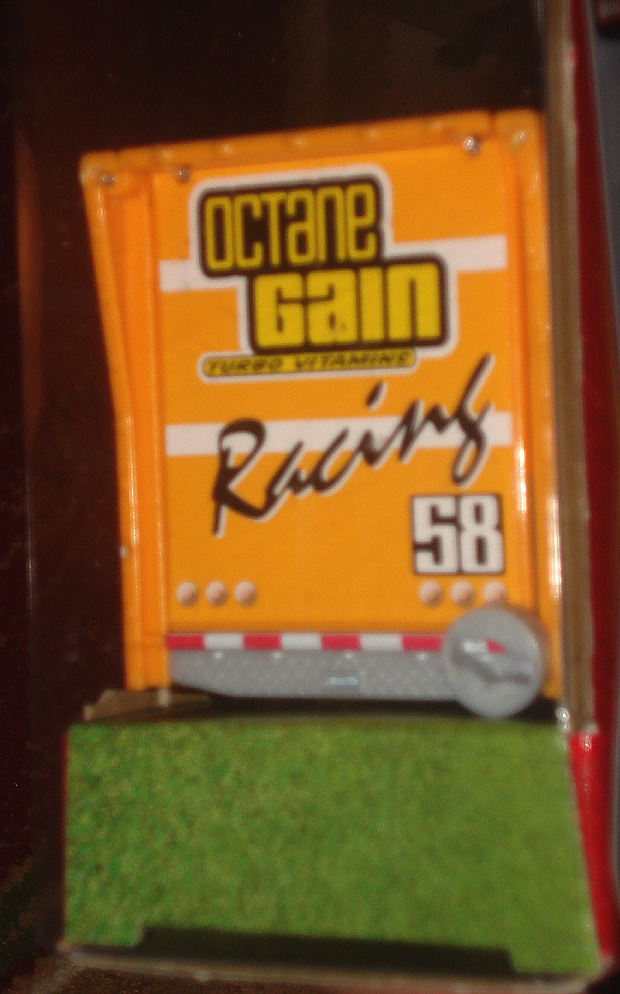 OCTANE
GAIN
TURBO VITAMINS
Racing
58